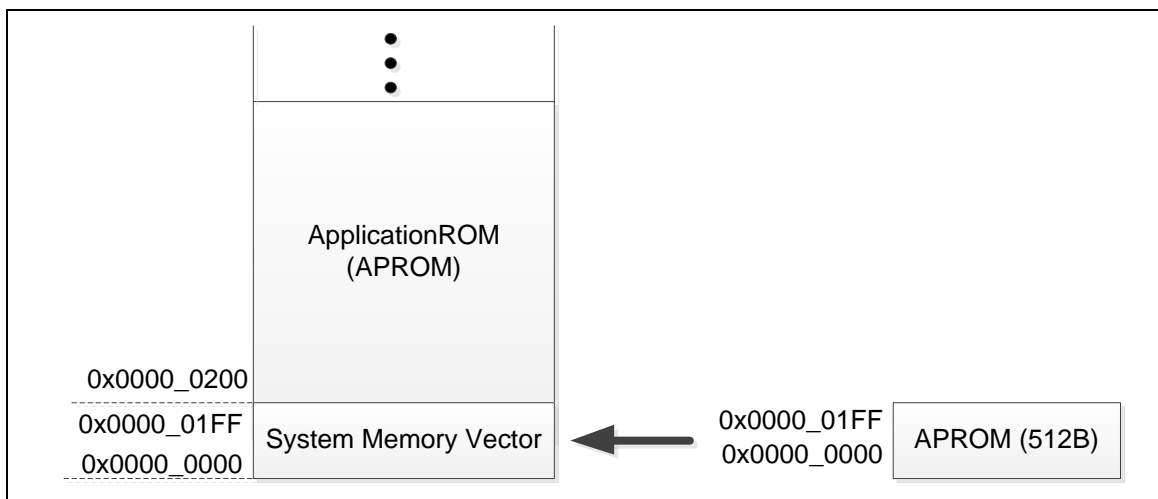 ApplicationROM
(APROM)
0x0000_0200
0x0000_01FF
System Memory Vector
0x0000_0000
0x0000_01FF
0x0000_0000
APROM (512B)